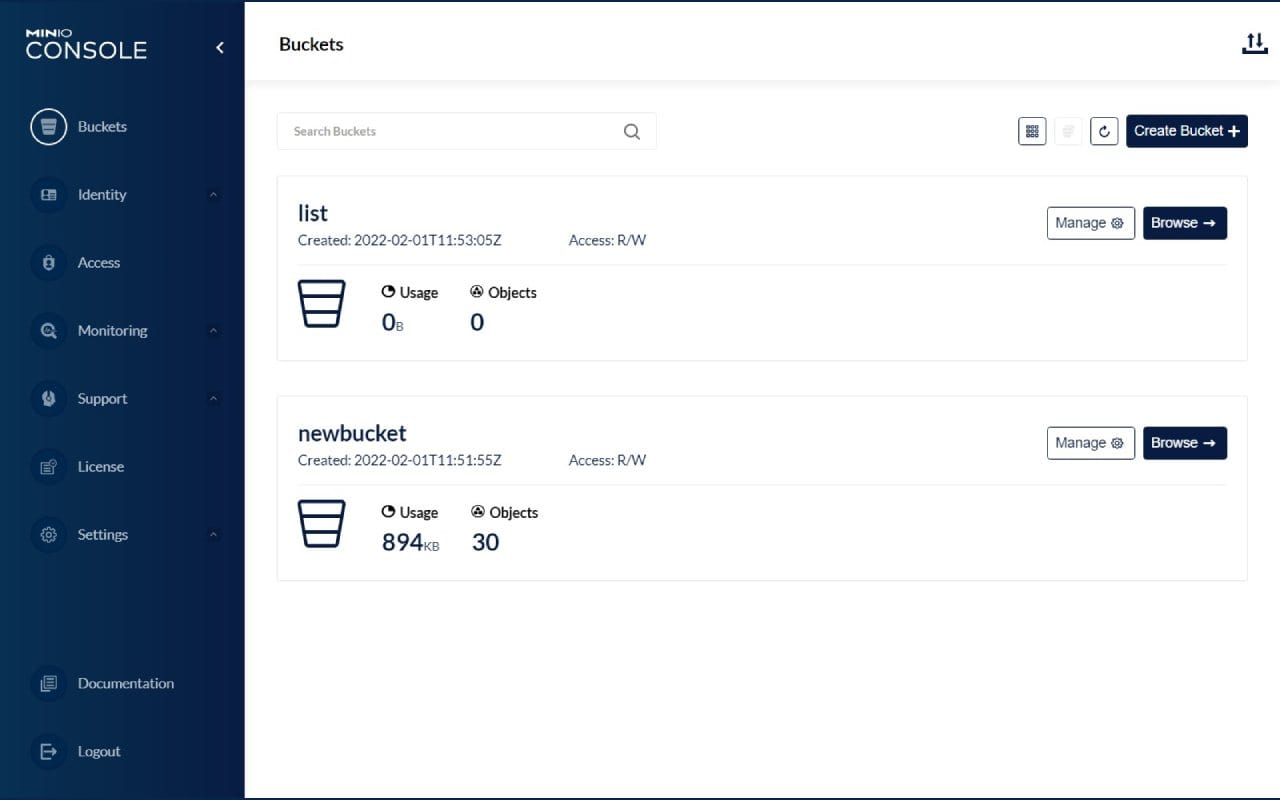 MINIO
CONSOLE
Buckets
Identity
Access
Monitoring
Support
License
Settings
Documentation
Logout
Buckets
Search Buckets
Create Bucket +
list
Created: 2022-02-01T11:53:05Z Access: R/W
Manage Browse →
Usage Objects
0B 0
newbucket
Created: 2022-02-01T11:51:55Z Access: R/W
Manage Browse →
Usage Objects
894KB 30